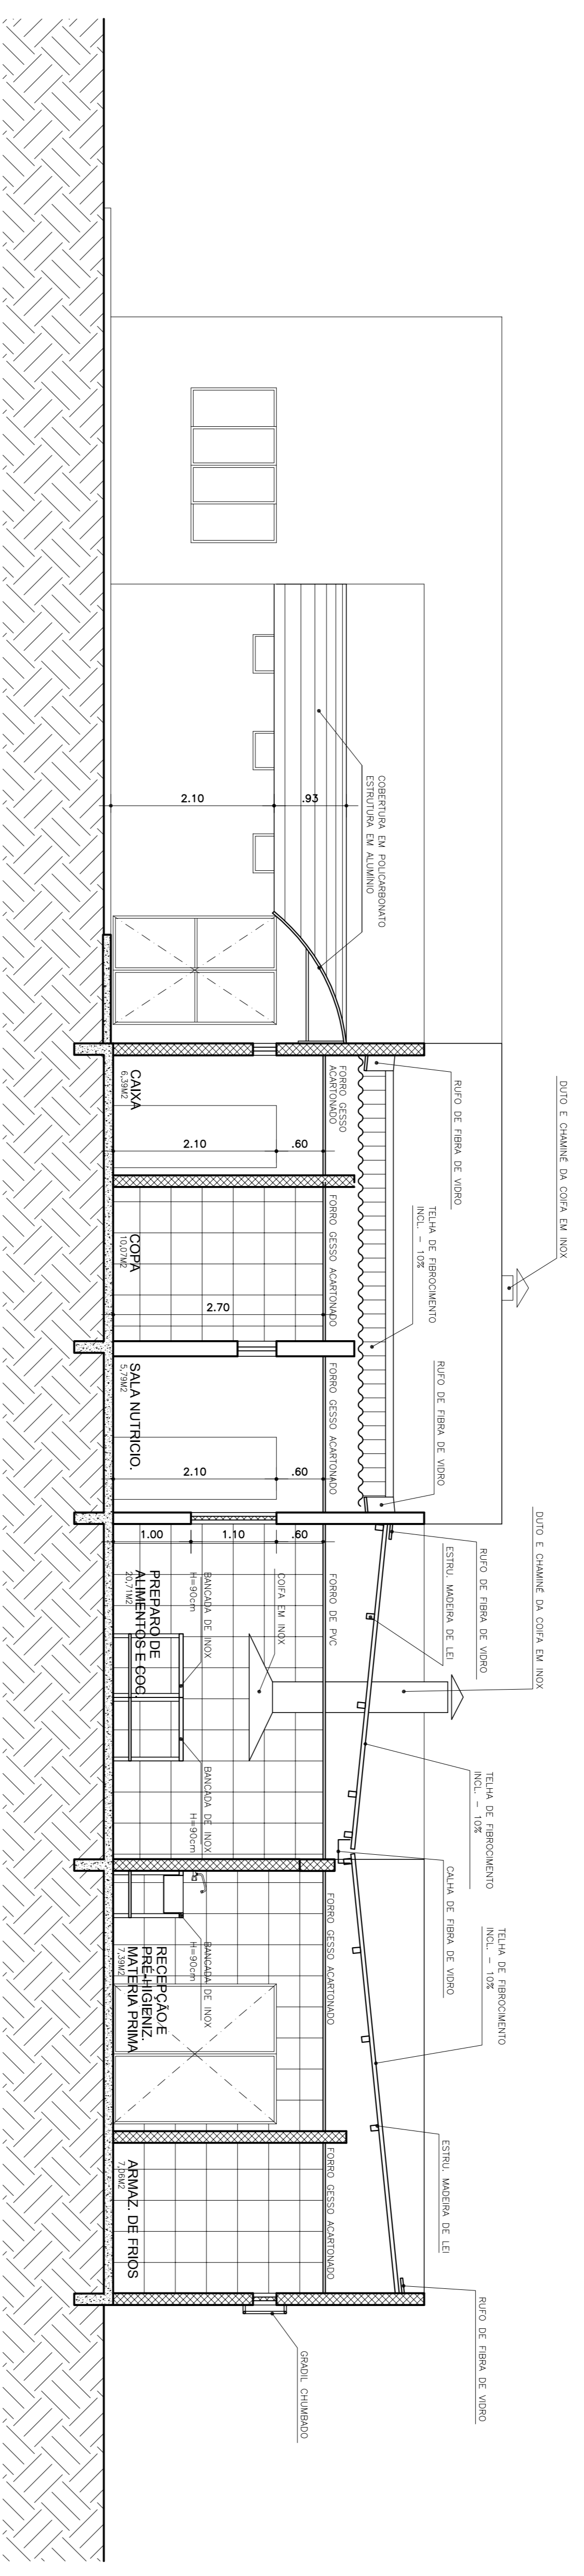 DUTO E CHAMINÉ DA COIFA EM INOX
DUTO E CHAMINÉ DA COIFA EM INOX
COBERTURA EM POLICARBONATO
ESTRUTURA EM ALUMÍNIO
.93
2.10
RUFO DE FIBRA DE VIDRO
TELHA DE FIBROCIMENTO
INCL. - 10%
RUFO DE FIBRA DE VIDRO
RUFO DE FIBRA DE VIDRO
ESTRU. MADEIRA DE LEI
TELHA DE FIBROCIMENTO
INCL. - 10%
CALHA DE FIBRA DE VIDRO
TELHA DE FIBROCIMENTO
INCL. - 10%
ESTRU. MADEIRA DE LEI
RUFO DE FIBRA DE VIDRO
FORRO GESSO
ACARTONADO
.60
2.10
CAIXA
6,39M2
FORRO GESSO ACARTONADO
2.70
COPA
10,07M2
FORRO GESSO ACARTONADO
.60
2.10
SALA NUTRICIO.
5,79M2
FORRO DE PVC
.60
1.10
1.00
COIFA EM INOX
BANCADA DE INOX
H=90cm
BANCADA DE INOX
H=90cm
PREPARO DE
ALIMENTOS E COC.
20,71M2
FORRO GESSO ACARTONADO
BANCADA DE INOX
H=90cm
RECEPÇÃO E
PRÉ-HIGIENIZ.
MATERIA PRIMA
7,39M2
FORRO GESSO ACARTONADO
ARMAZ. DE FRIOS
7,06M2
GRADIL CHUMBADO